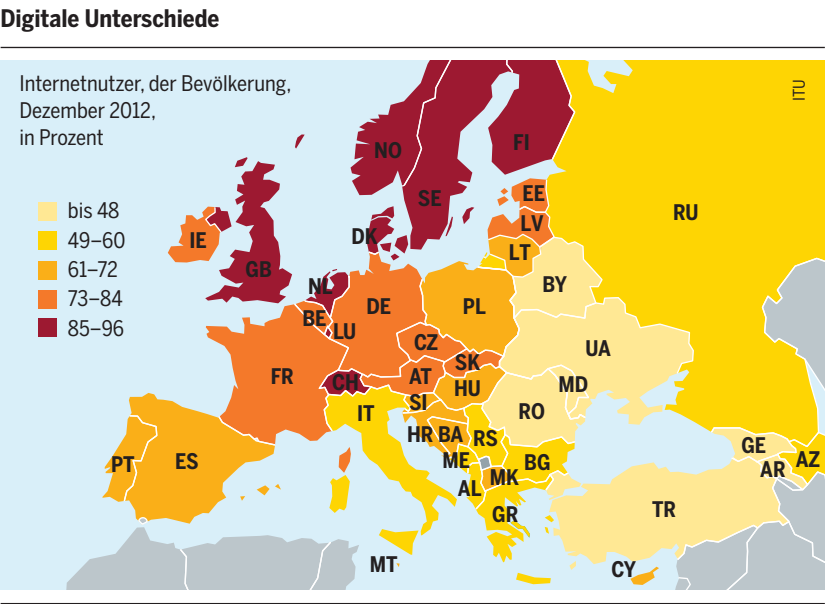 Digitale Unterschiede
Internetnutzer, der Bevölkerung,
Dezember 2012,
in Prozent
ITU
bis 48
49–60
61–72
73–84
85–96
NO
FI
SE
EE
LV
RU
IE
DK
LT
GB
NL
BY
BE
DE
PL
LU
CZ
UA
SK
FR
CH
AT
HU
MD
IT
SI
RO
HR
BA
RS
GE
PT
ES
ME
BG
AR
AZ
AL
MK
GR
TR
MT
CY